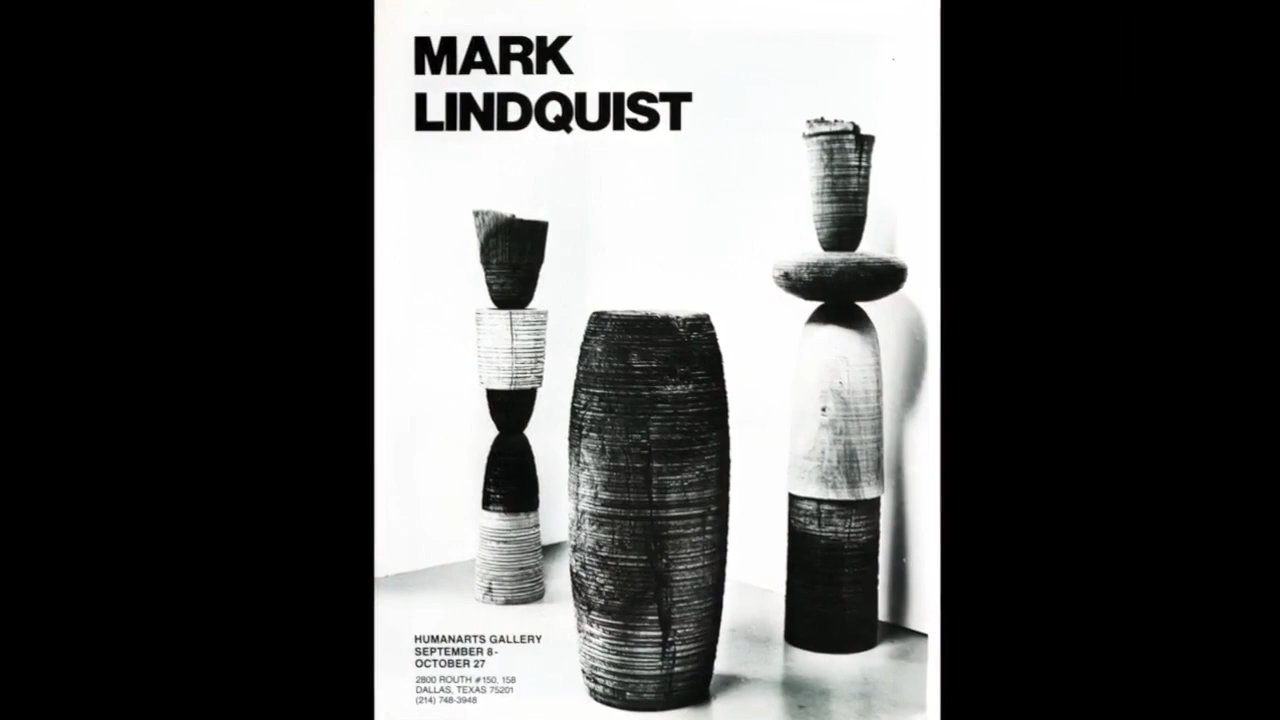 MARK
LINDQUIST
HUMANARTS GALLERY
SEPTEMBER 8-
OCTOBER 27
2800 ROUTH #150, 158
DALLAS, TEXAS 75201
(214) 748-3948